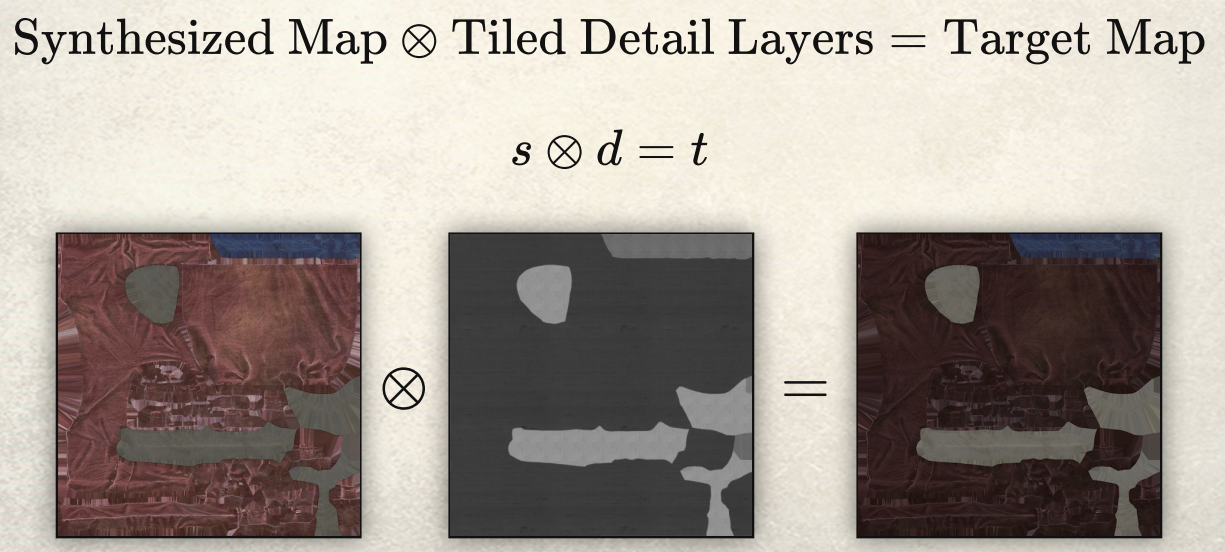 Synthesized Map ⊗ Tiled Detail Layers = Target Map
s ⊗ d = t
⊗ =